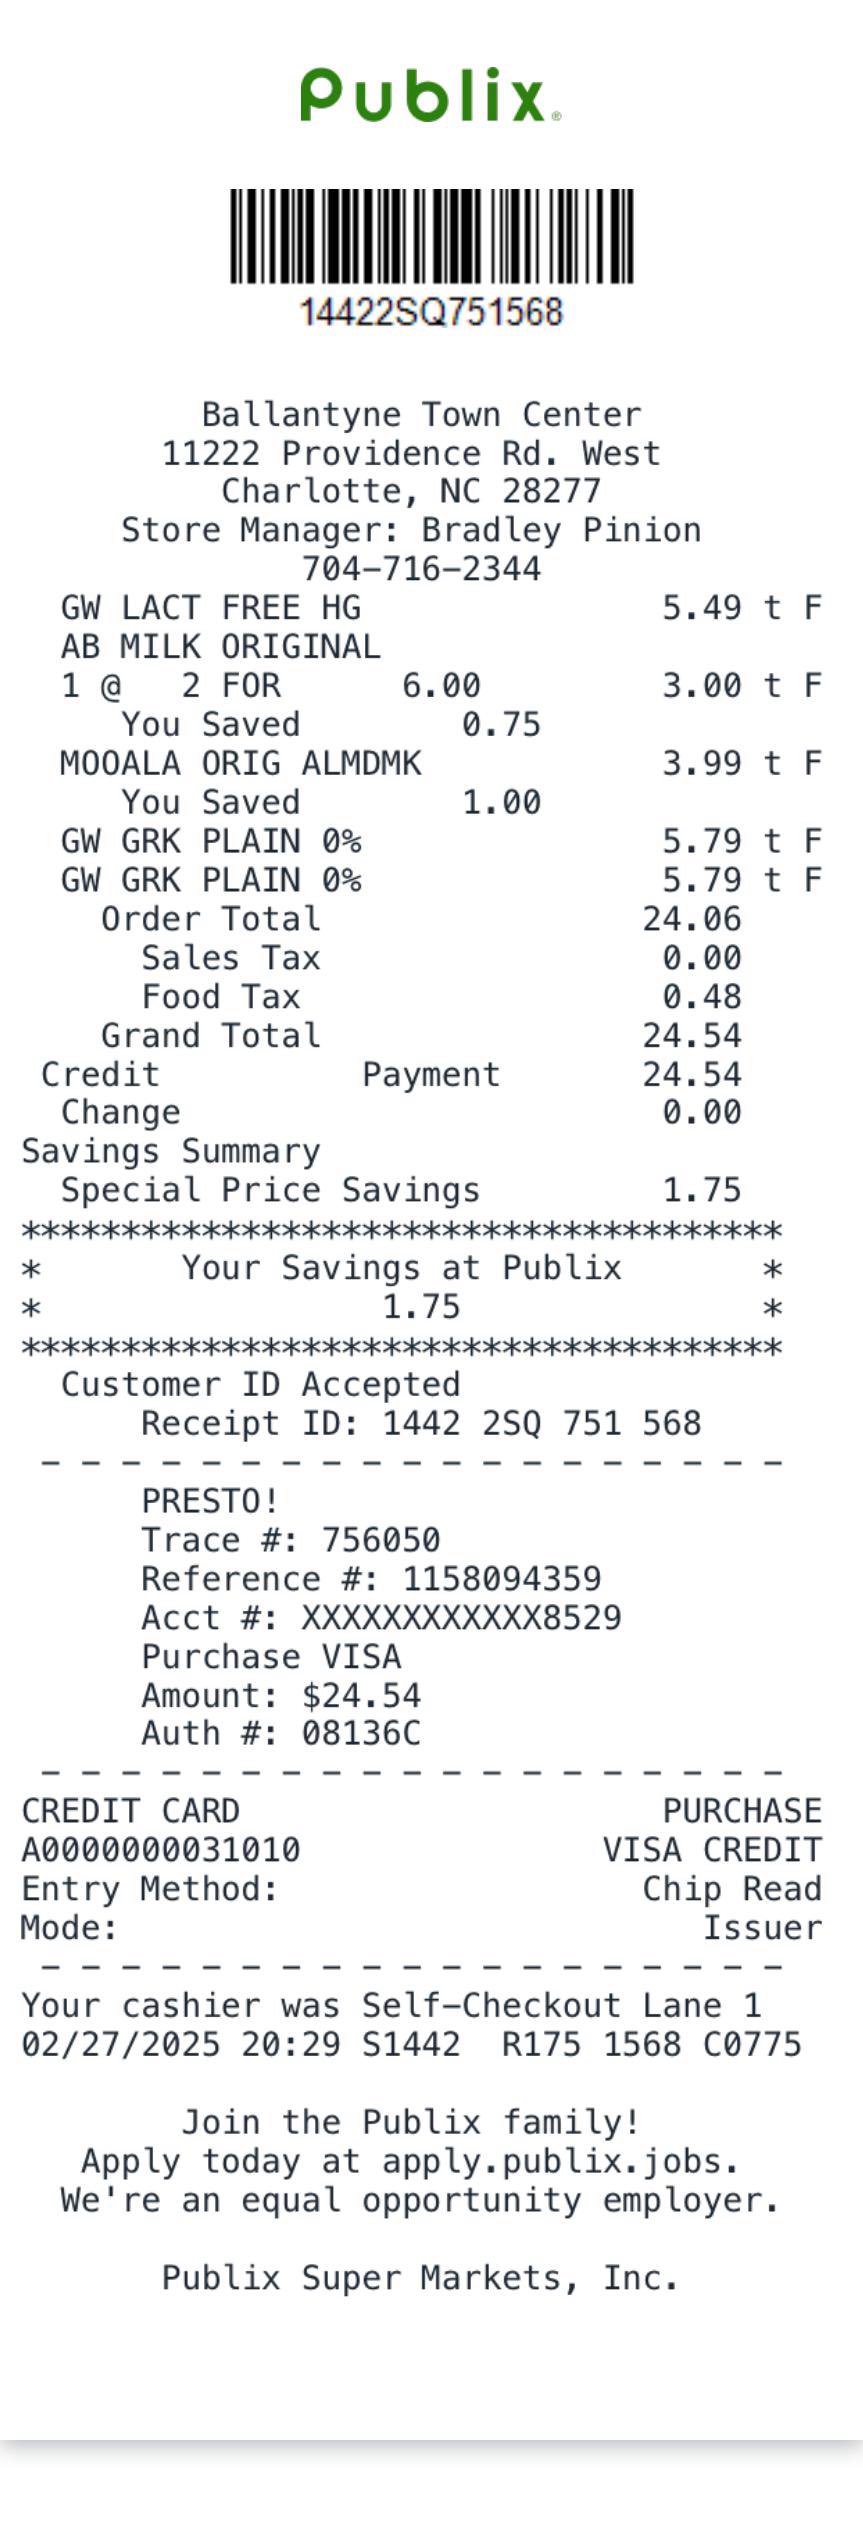 Publix®
14422SQ751568
Ballantyne Town Center
11222 Providence Rd. West
Charlotte, NC 28277
Store Manager: Bradley Pinion
704-716-2344
GW LACT FREE HG 5.49 t F
AB MILK ORIGINAL
1 @ 2 FOR 6.00 3.00 t F
You Saved 0.75
MOOALA ORIG ALMDMK 3.99 t F
You Saved 1.00
GW GRK PLAIN 0% 5.79 t F
GW GRK PLAIN 0% 5.79 t F
Order Total 24.06
Sales Tax 0.00
Food Tax 0.48
Grand Total 24.54
Credit Payment 24.54
Change 0.00
Savings Summary
Special Price Savings 1.75
**************************************
* Your Savings at Publix *
* 1.75 *
**************************************
Customer ID Accepted
Receipt ID: 1442 2SQ 751 568
- - - - - - - - - - - - - - - - - - -
PRESTO!
Trace #: 756050
Reference #: 1158094359
Acct #: XXXXXXXXXXXX8529
Purchase VISA
Amount: $24.54
Auth #: 08136C
- - - - - - - - - - - - - - - - - - -
CREDIT CARD PURCHASE
A0000000031010 VISA CREDIT
Entry Method: Chip Read
Mode: Issuer
- - - - - - - - - - - - - - - - - - -
Your cashier was Self-Checkout Lane 1
02/27/2025 20:29 S1442 R175 1568 C0775
Join the Publix family!
Apply today at apply.publix.jobs.
We're an equal opportunity employer.
Publix Super Markets, Inc.